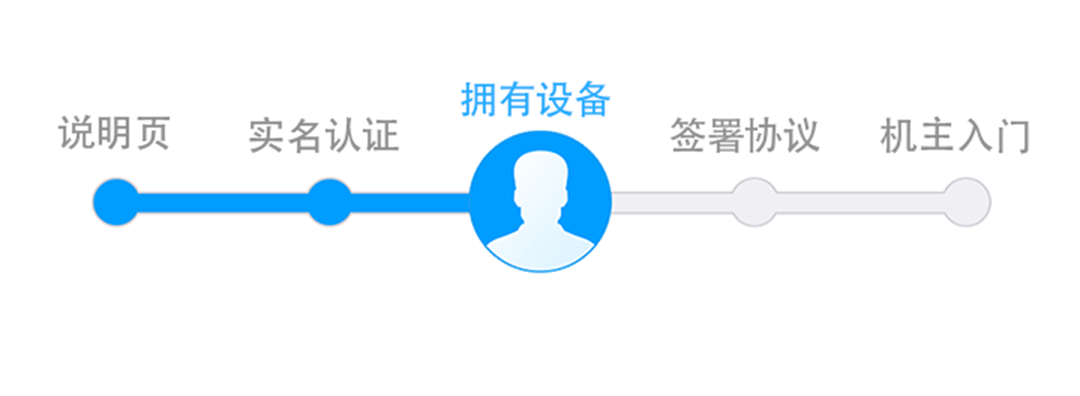 说明页
实名认证
拥有设备
签署协议
机主入门